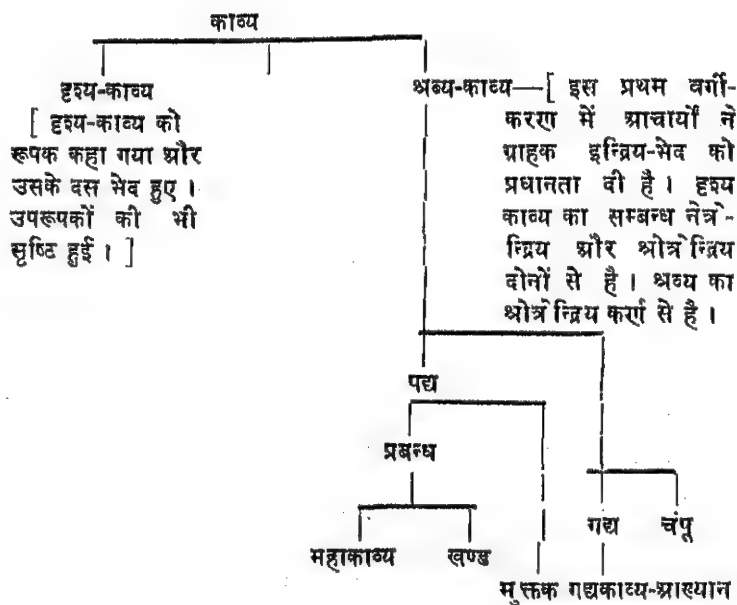 काव्य
दृश्य-काव्य
[ दृश्य-काव्य को
रूपक कहा गया और
उसके दस भेद हुए ।
उपरूपकों की भी
सृष्टि हुई । ]
श्रव्य-काव्य—[ इस प्रथम वर्गी-
करण में आचार्यों ने
ग्राहक इन्द्रिय-भेद को
प्रधानता दी है । दृश्य
काव्य का सम्बन्ध नेत्रे-
न्द्रिय और श्रोत्रेन्द्रिय
दोनों से है । श्रव्य का
श्रोत्रेन्द्रिय कर्ण से है ।
पद्य
प्रबन्ध
गद्य चंपू
महाकाव्य खण्ड
मुक्तक गद्यकाव्य-आख्यान